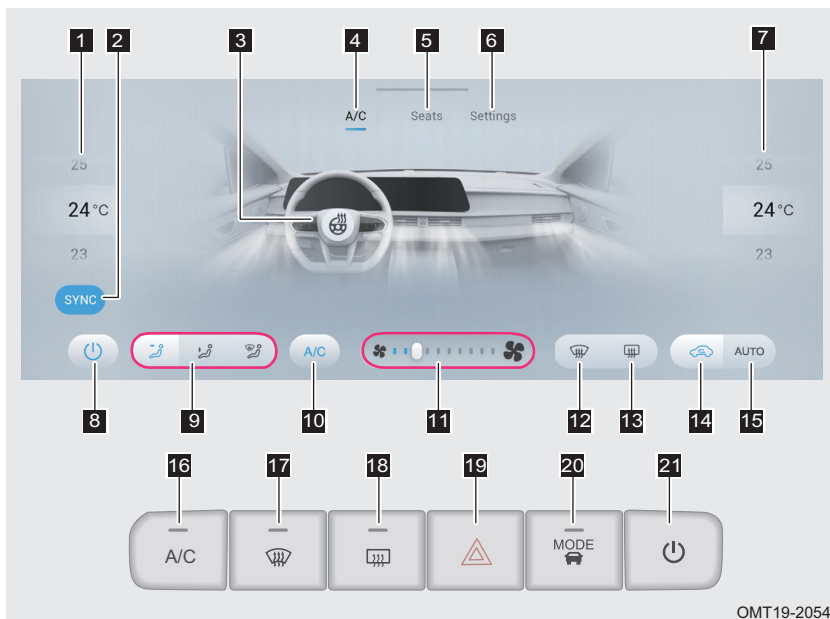 1 2 3 4 5 6 7
A/C Seats Settings
25 25
24°C 24°C
23 23
SYNC
A/C AUTO
8 9 10 11 12 13 14 15
16 17 18 19 20 21
A/C MODE
OMT19-2054